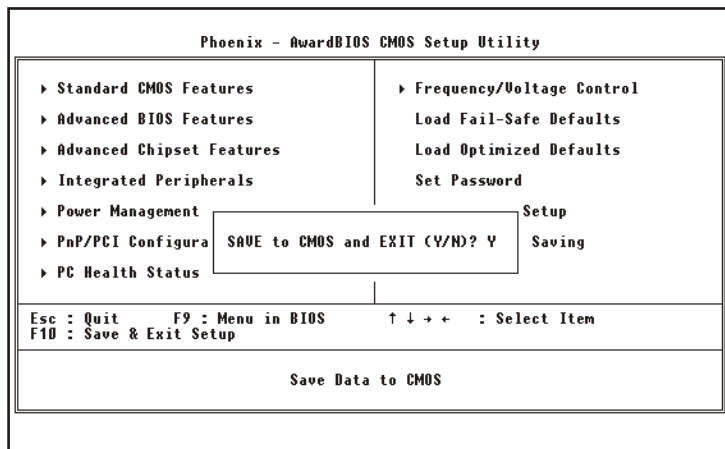 Phoenix - AwardBIOS CMOS Setup Utility
▸ Standard CMOS Features
▸ Advanced BIOS Features
▸ Advanced Chipset Features
▸ Integrated Peripherals
▸ Power Management
▸ PnP/PCI Configura
▸ PC Health Status
▸ Frequency/Voltage Control
Load Fail-Safe Defaults
Load Optimized Defaults
Set Password
Setup
Saving
SAVE to CMOS and EXIT (Y/N)? Y
Esc : Quit F9 : Menu in BIOS ↑ ↓ → ← : Select Item
F10 : Save & Exit Setup
Save Data to CMOS